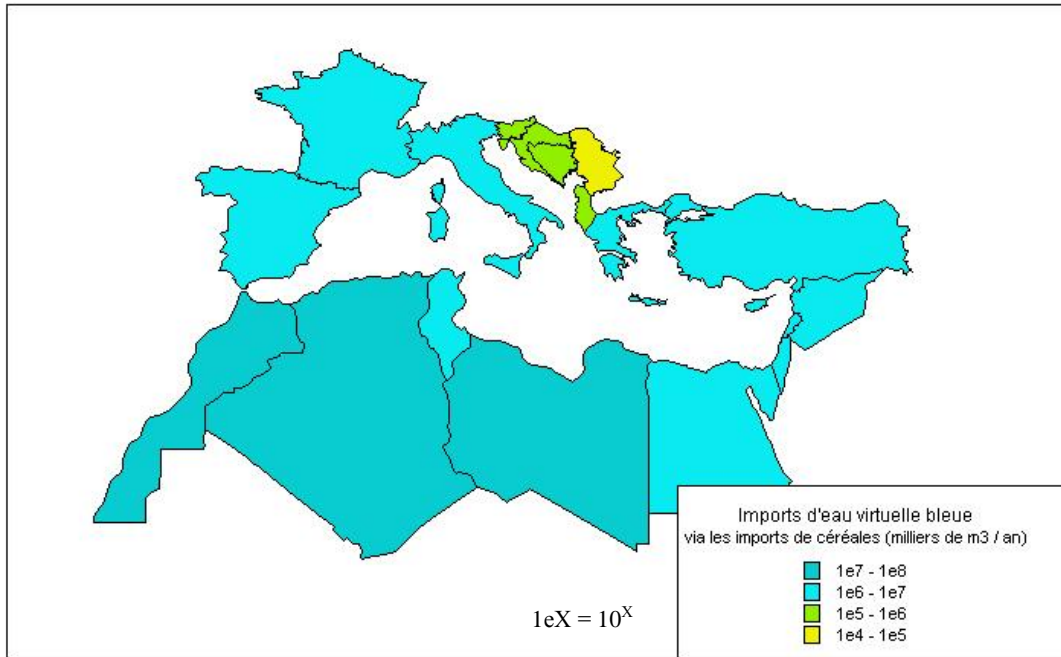 Imports d'eau virtuelle bleue
via les imports de céréales (milliers de m3 / an)
1e7 - 1e8
1e6 - 1e7
1e5 - 1e6
1e4 - 1e5
1eX = 10^X